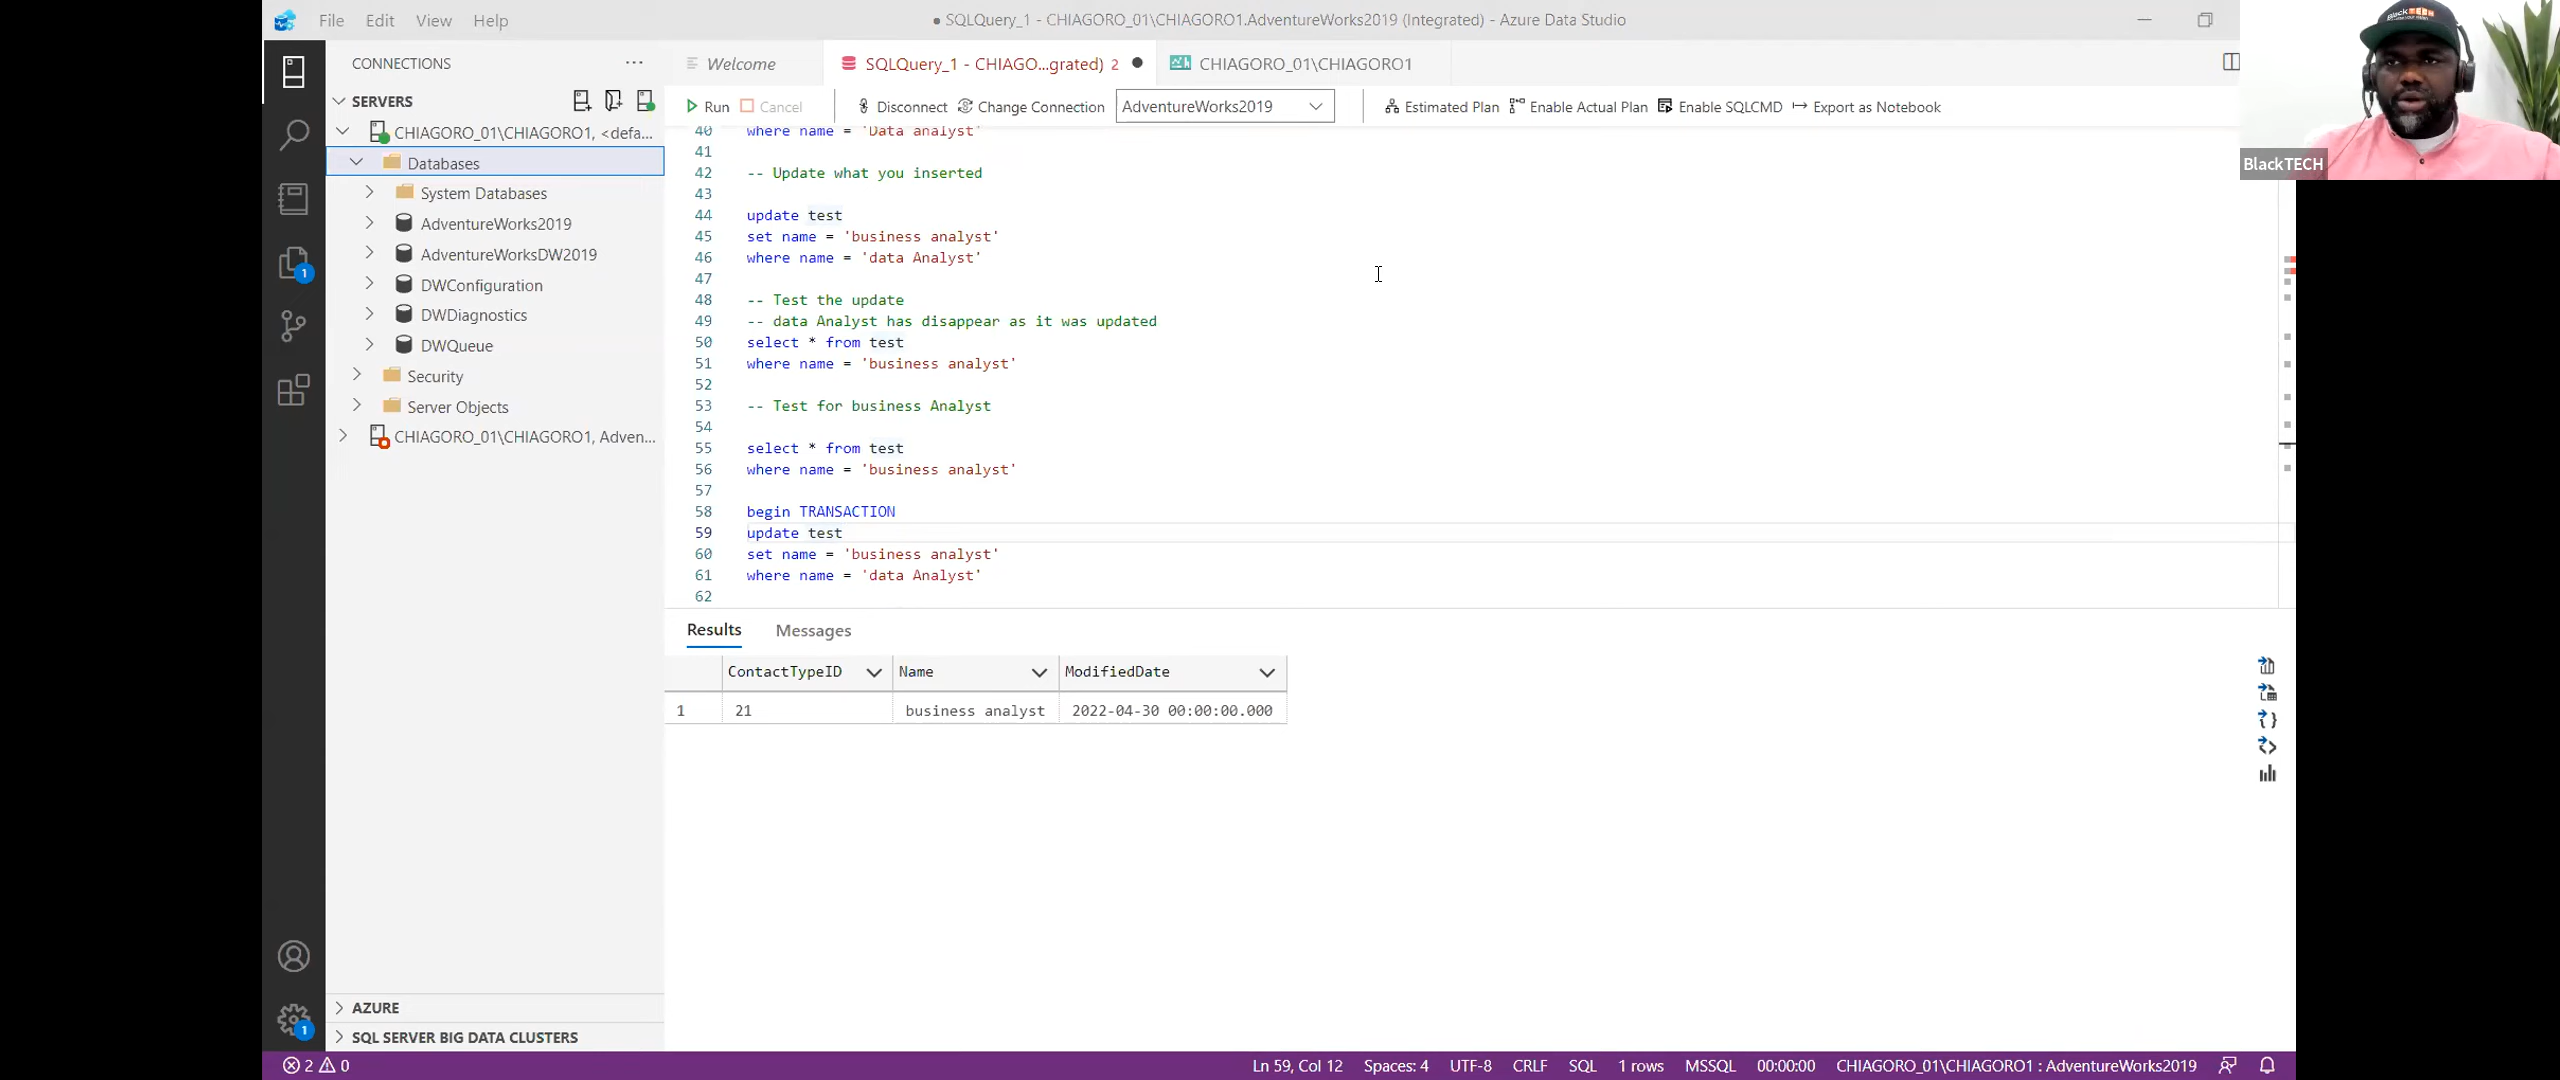 File Edit View Help
● SQLQuery_1 - CHIAGORO_01\CHIAGORO1.AdventureWorks2019 (Integrated) - Azure Data Studio
CONNECTIONS
Welcome
SQLQuery_1 - CHIAGO...grated) 2
CHIAGORO_01\CHIAGORO1
SERVERS
Run
Cancel
Disconnect
Change Connection
AdventureWorks2019
Estimated Plan
Enable Actual Plan
Enable SQLCMD
Export as Notebook
CHIAGORO_01\CHIAGORO1, <defa...
Databases
System Databases
AdventureWorks2019
AdventureWorksDW2019
DWConfiguration
DWDiagnostics
DWQueue
Security
Server Objects
CHIAGORO_01\CHIAGORO1, Adven...
40 where name = 'Data analyst'
41
42 -- Update what you inserted
43
44 update test
45 set name = 'business analyst'
46 where name = 'data Analyst'
47
48 -- Test the update
49 -- data Analyst has disappear as it was updated
50 select * from test
51 where name = 'business analyst'
52
53 -- Test for business Analyst
54
55 select * from test
56 where name = 'business analyst'
57
58 begin TRANSACTION
59 update test
60 set name = 'business analyst'
61 where name = 'data Analyst'
62
Results Messages
ContactTypeID Name ModifiedDate
1 21 business analyst 2022-04-30 00:00:00.000
BlackTECH
1
AZURE
SQL SERVER BIG DATA CLUSTERS
1
2 0
Ln 59, Col 12 Spaces: 4 UTF-8 CRLF SQL 1 rows MSSQL 00:00:00 CHIAGORO_01\CHIAGORO1 : AdventureWorks2019